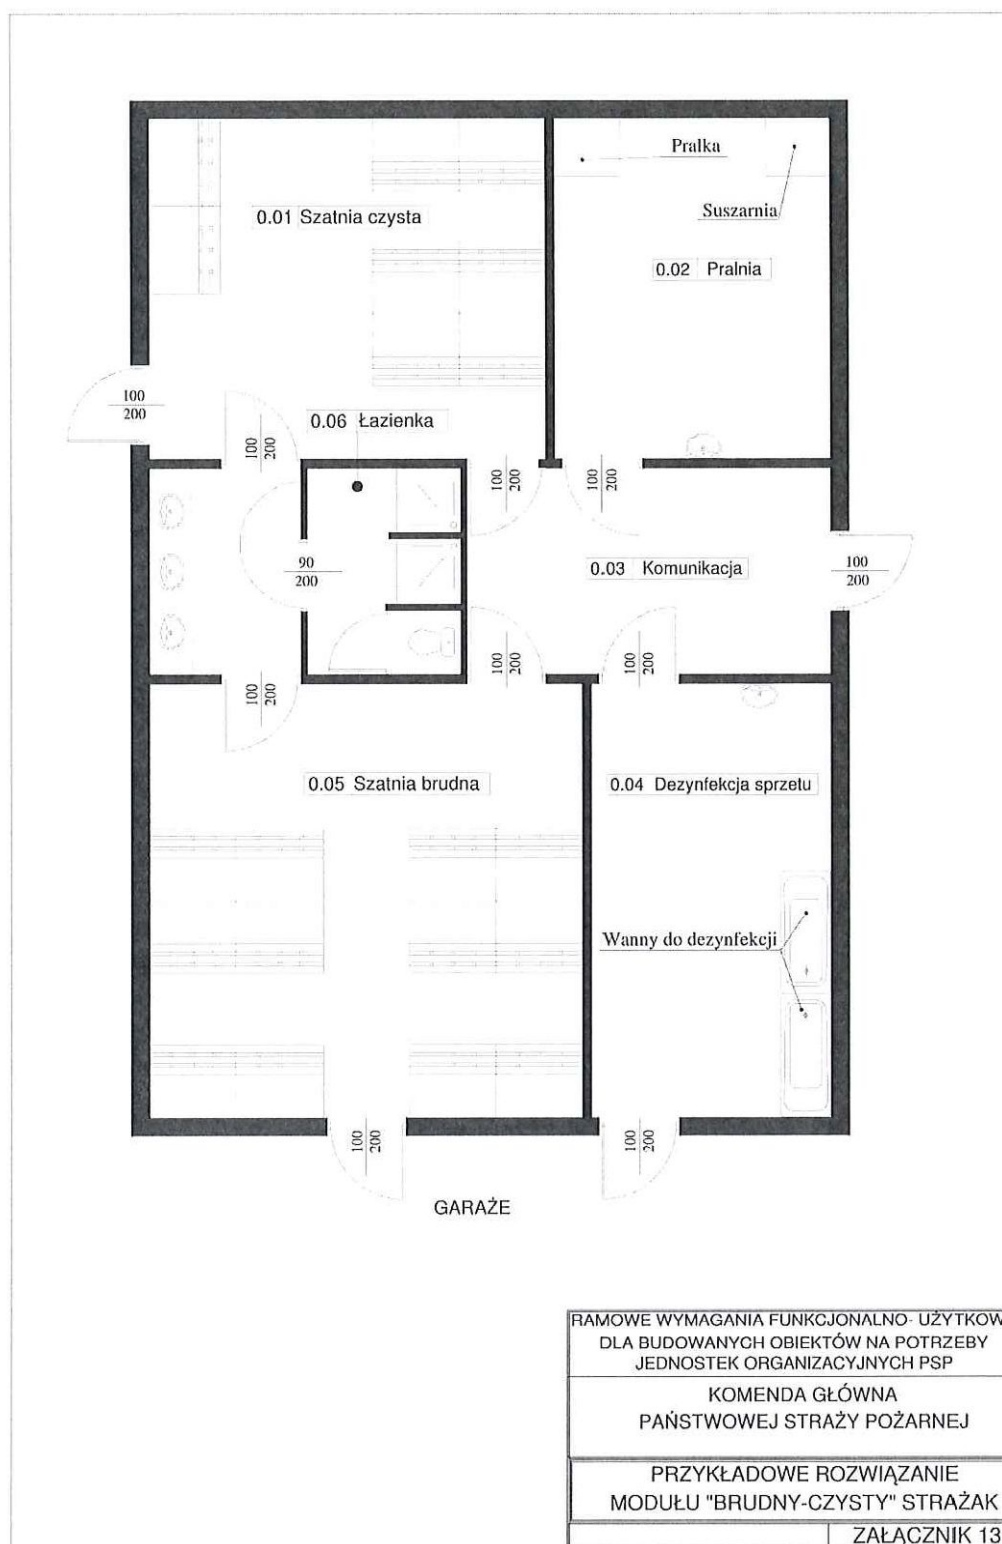 Pralka
Suszarnia
0.01 Szatnia czysta
0.02 Pralnia
100
200
0.06 Łazienka
100
200
100
200
100
200
90
200
0.03 Komunikacja
100
200
100
200
100
200
100
200
0.05 Szatnia brudna
0.04 Dezynfekcja sprzetu
Wanny do dezynfekcji
100
200
100
200
GARAŻE
RAMOWE WYMAGANIA FUNKCJONALNO- UŻYTKOW
DLA BUDOWANYCH OBIEKTÓW NA POTRZEBY
JEDNOSTEK ORGANIZACYJNYCH PSP
KOMENDA GŁÓWNA
PAŃSTWOWEJ STRAŻY POŻARNEJ
PRZYKŁADOWE ROZWIĄZANIE
MODUŁU "BRUDNY-CZYSTY" STRAŻAK
ZAŁĄCZNIK 13